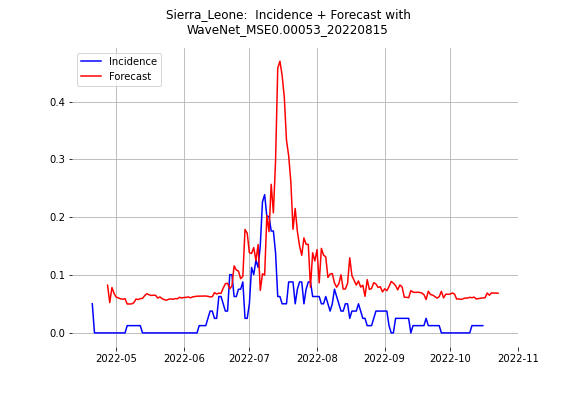 Sierra_Leone:  Incidence + Forecast with
WaveNet_MSE0.00053_20220815
Incidence
Forecast
0.4
0.3
0.2
0.1
0.0
2022-05 2022-06 2022-07 2022-08 2022-09 2022-10 2022-11